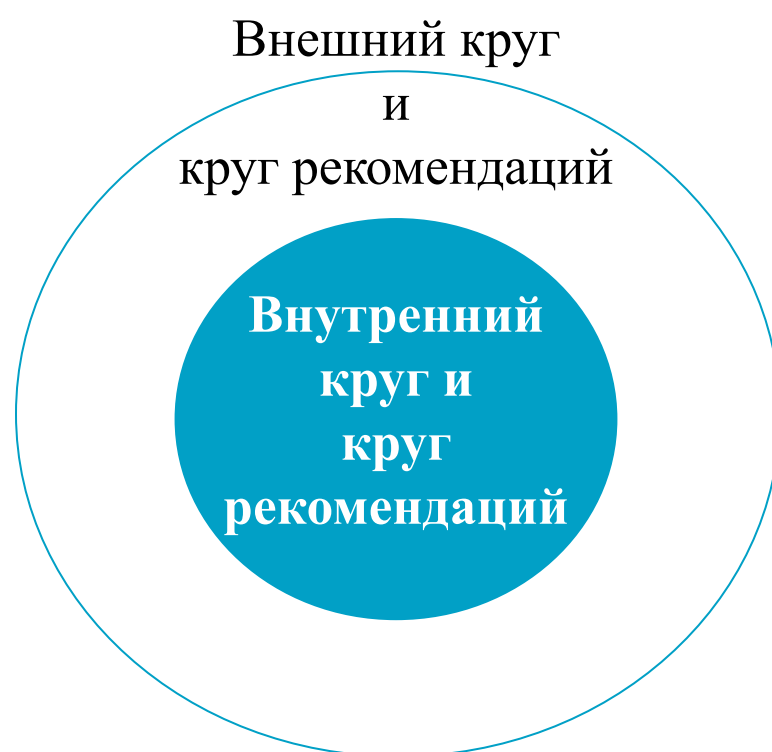 Внешний круг
и
круг рекомендаций
Внутренний
круг и
круг
рекомендаций